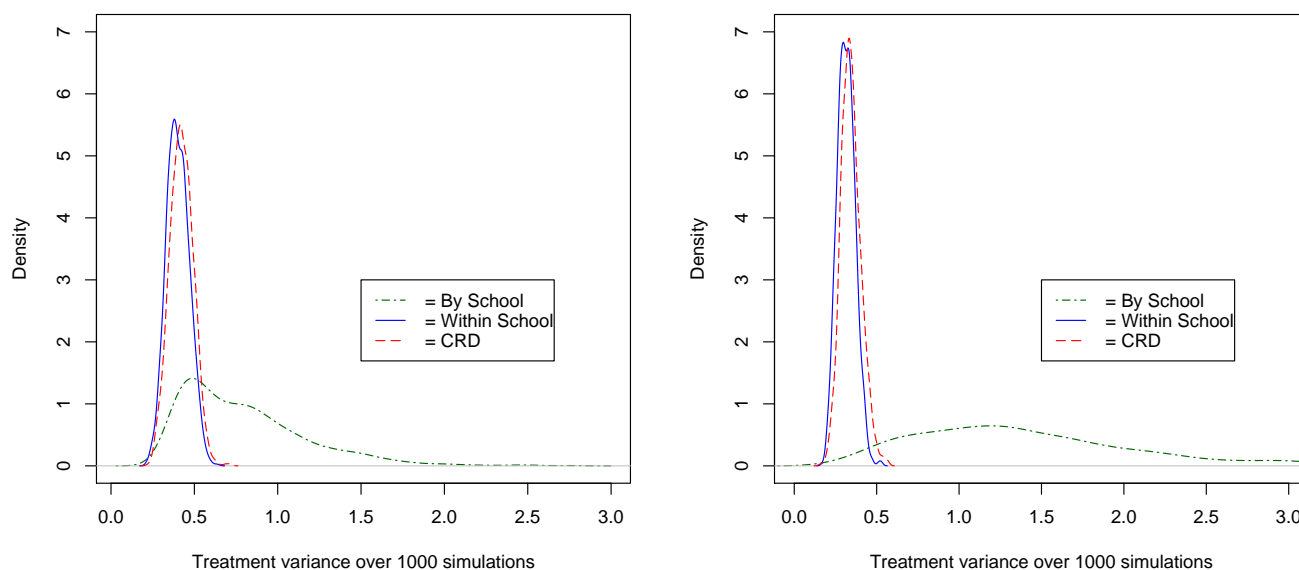 7
6
5
4
3
2
1
0
Density
= By School
= Within School
= CRD
0.0 0.5 1.0 1.5 2.0 2.5 3.0
Treatment variance over 1000 simulations
7
6
5
4
3
2
1
0
Density
= By School
= Within School
= CRD
0.0 0.5 1.0 1.5 2.0 2.5 3.0
Treatment variance over 1000 simulations